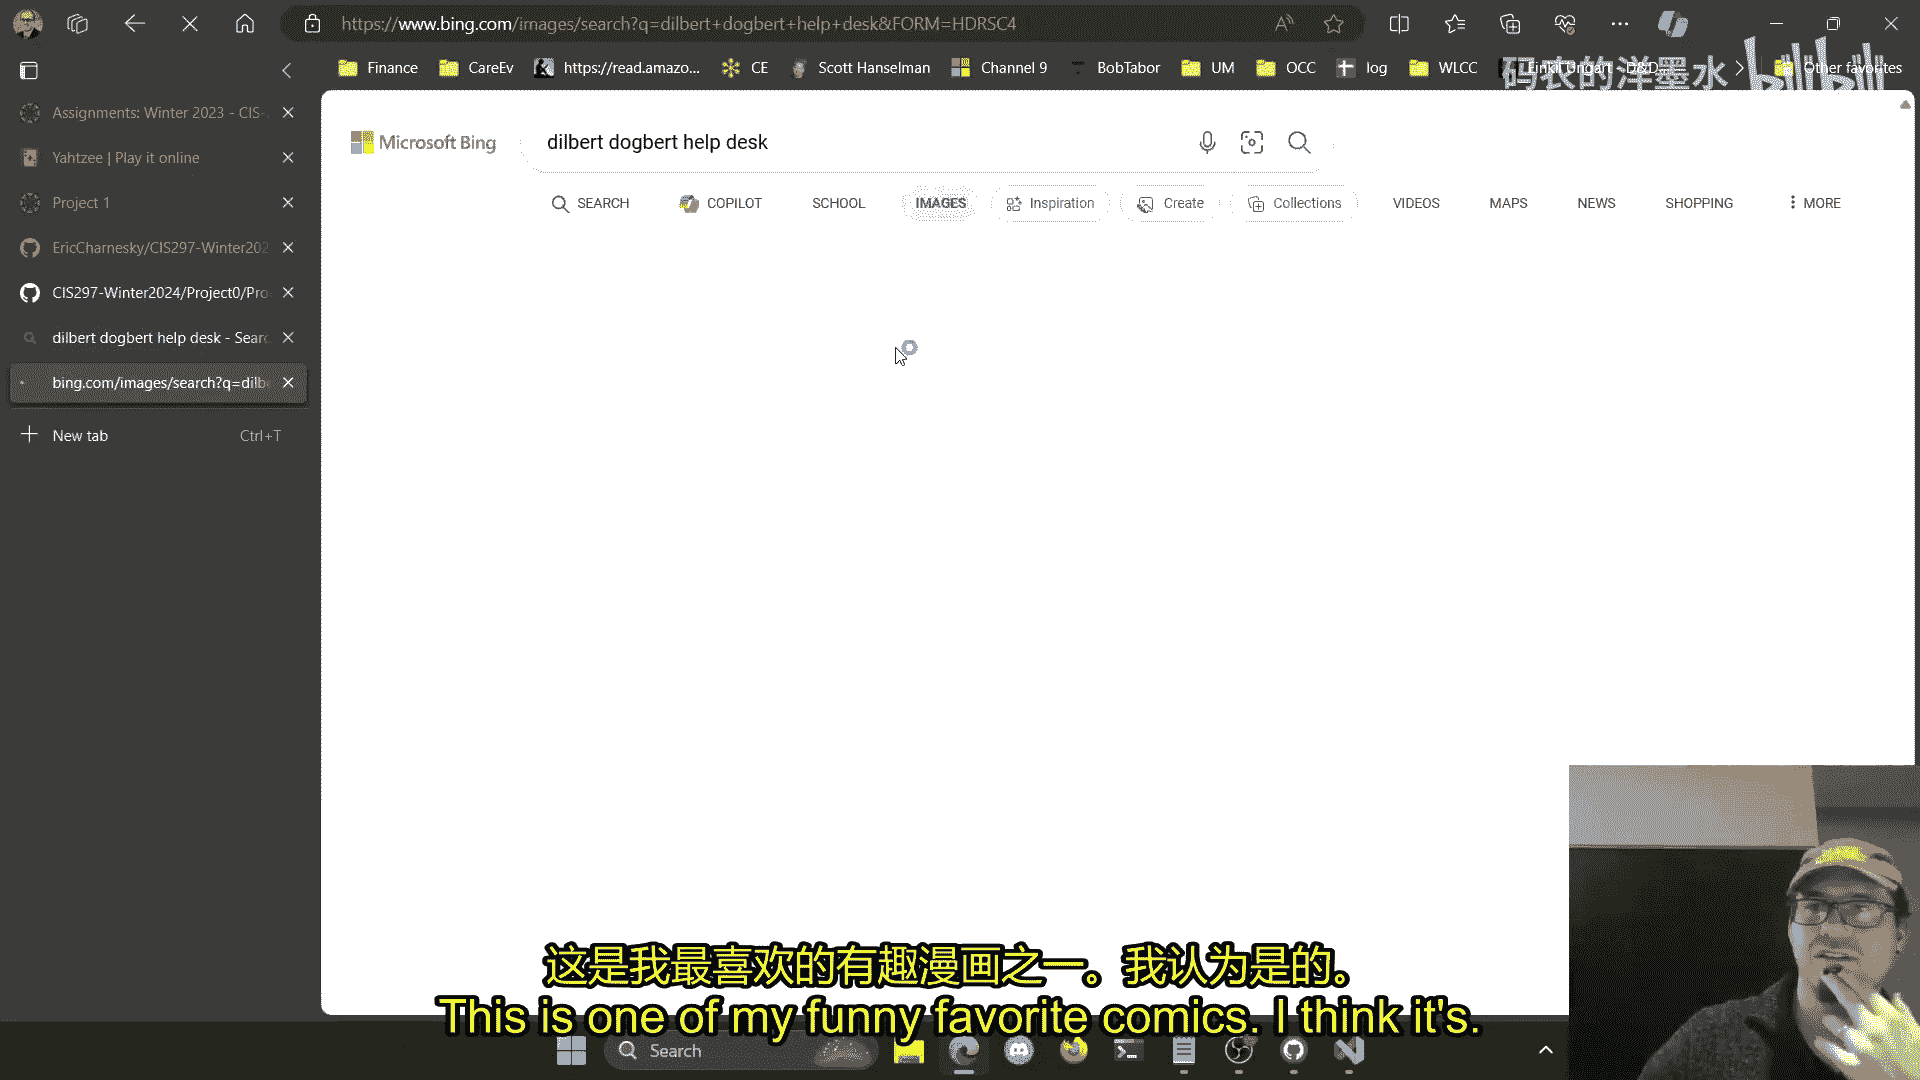 https://www.bing.com/images/search?q=dilbert+dogbert+help+desk&FORM=HDRSC4
Finance
CareEv
https://read.amazo...
CE
Scott Hanselman
Channel 9
BobTabor
UM
OCC
log
WLCC
Other favorites
码农的洋墨水
bilibili
Assignments: Winter 2023 - CIS-
Yahtzee | Play it online
Project 1
EricCharnesky/CIS297-Winter202
CIS297-Winter2024/Project0/Pro
dilbert dogbert help desk - Searc
bing.com/images/search?q=dilbe
New tab
Ctrl+T
Microsoft Bing
dilbert dogbert help desk
SEARCH
COPILOT
SCHOOL
IMAGES
Inspiration
Create
Collections
VIDEOS
MAPS
NEWS
SHOPPING
MORE
这是我最喜欢的有趣漫画之一。我认为是的。
This is one of my funny favorite comics. I think it's.
Search